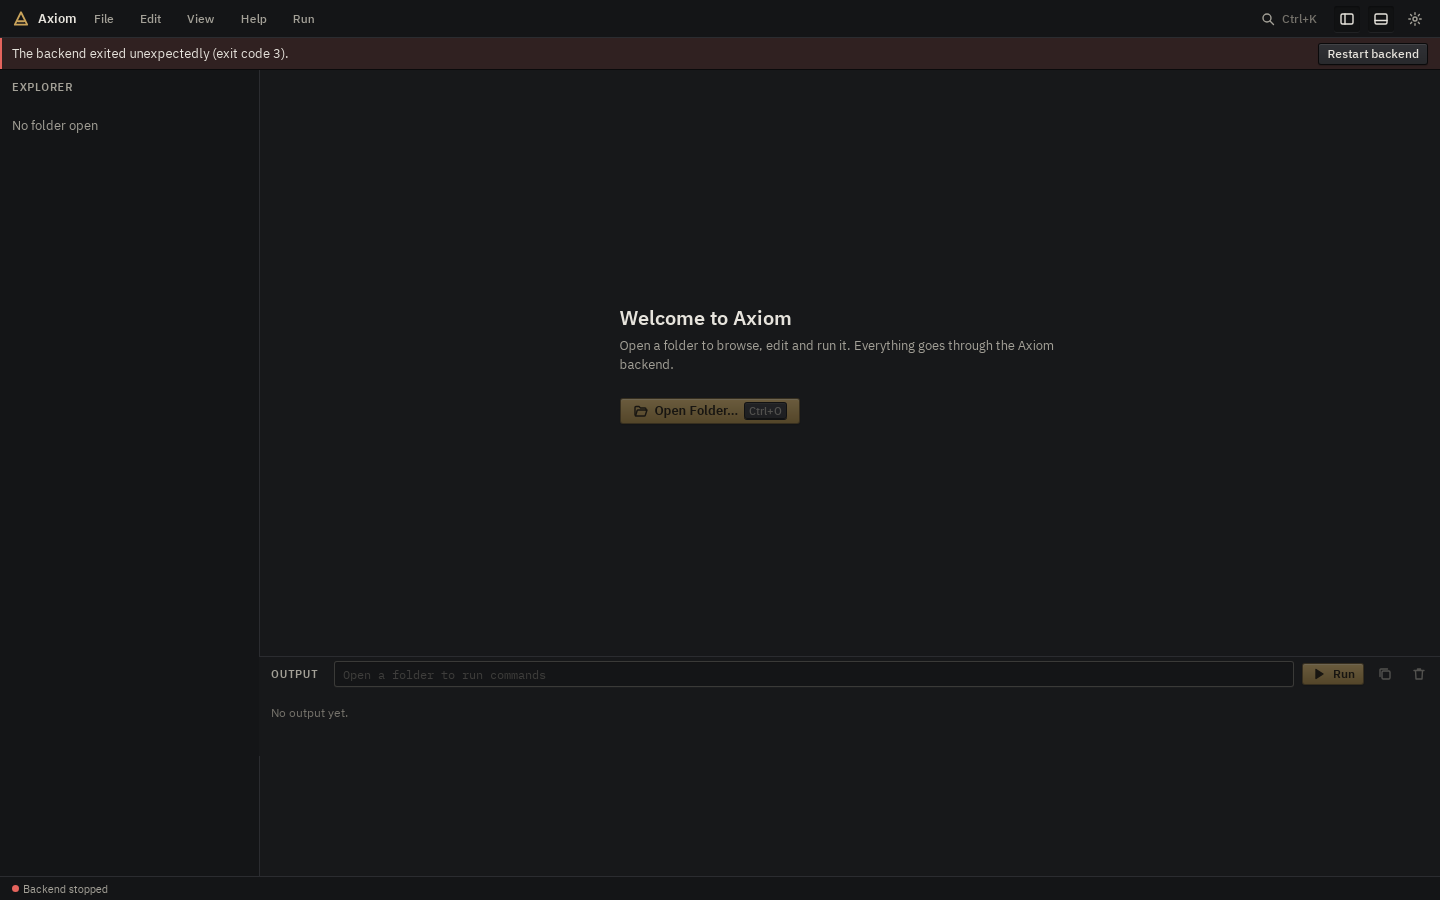 Axiom File Edit View Help Run Ctrl+K
The backend exited unexpectedly (exit code 3). Restart backend
EXPLORER
No folder open
Welcome to Axiom
Open a folder to browse, edit and run it. Everything goes through the Axiom
backend.
Open Folder... Ctrl+O
OUTPUT Open a folder to run commands Run
No output yet.
Backend stopped